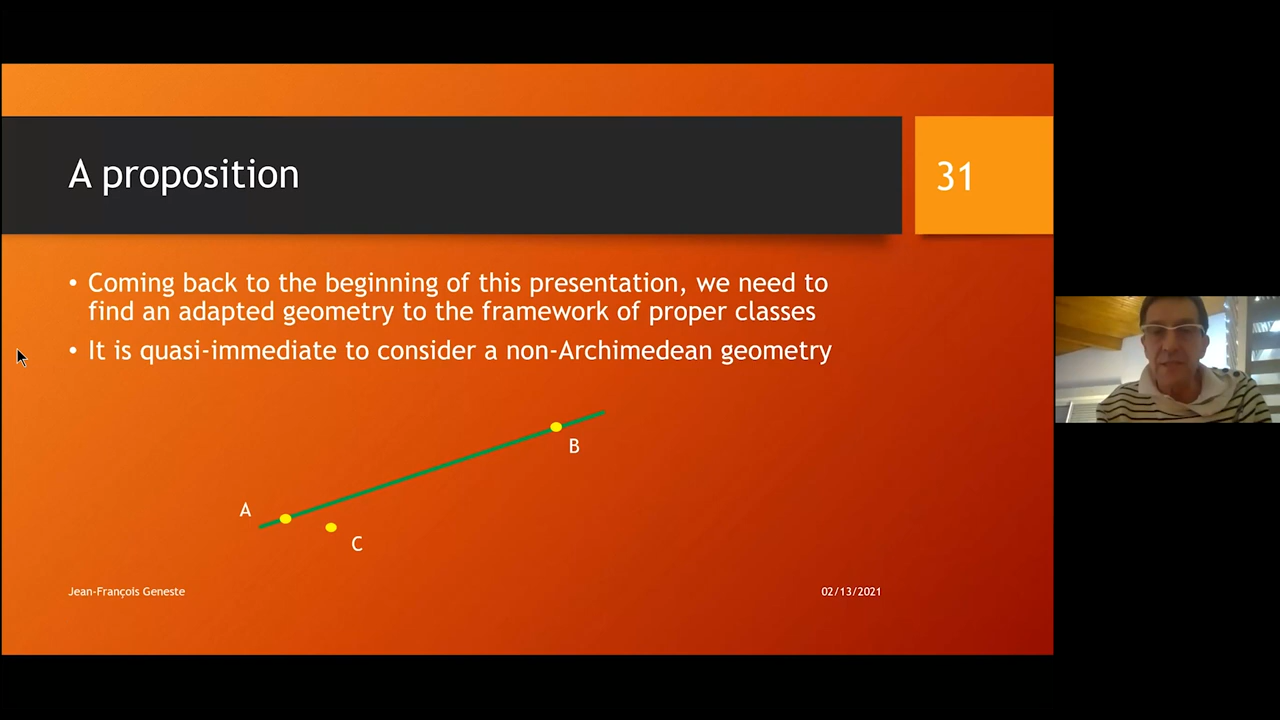 A proposition
31
• Coming back to the beginning of this presentation, we need to
find an adapted geometry to the framework of proper classes
• It is quasi-immediate to consider a non-Archimedean geometry
B
A
C
Jean-François Geneste
02/13/2021